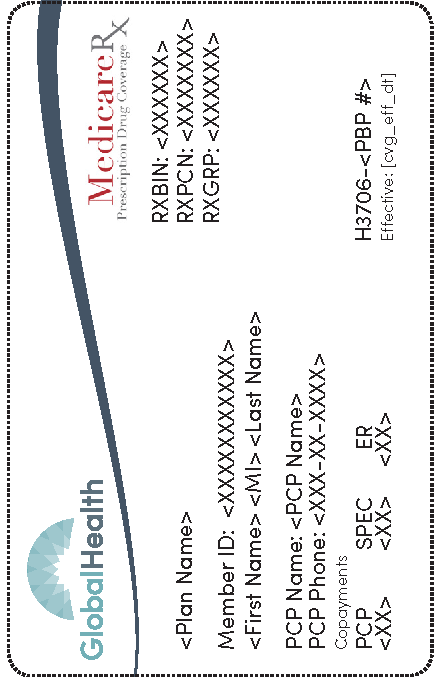 GlobalHealth
MedicareRx
Prescription Drug Coverage
<Plan Name>
RXBIN: <XXXXXX>
RXPCN: <XXXXXXXX>
RXGRP: <XXXXXXX>
Member ID: <XXXXXXXXXXXX>
<First Name> <MI> <Last Name>
PCP Name: <PCP Name>
PCP Phone: <XXX-XX-XXXX>
Copayments
PCP SPEC ER
<XX> <XX> <XX>
H3706-<PBP #>
Effective: [cvg_eff_dt]